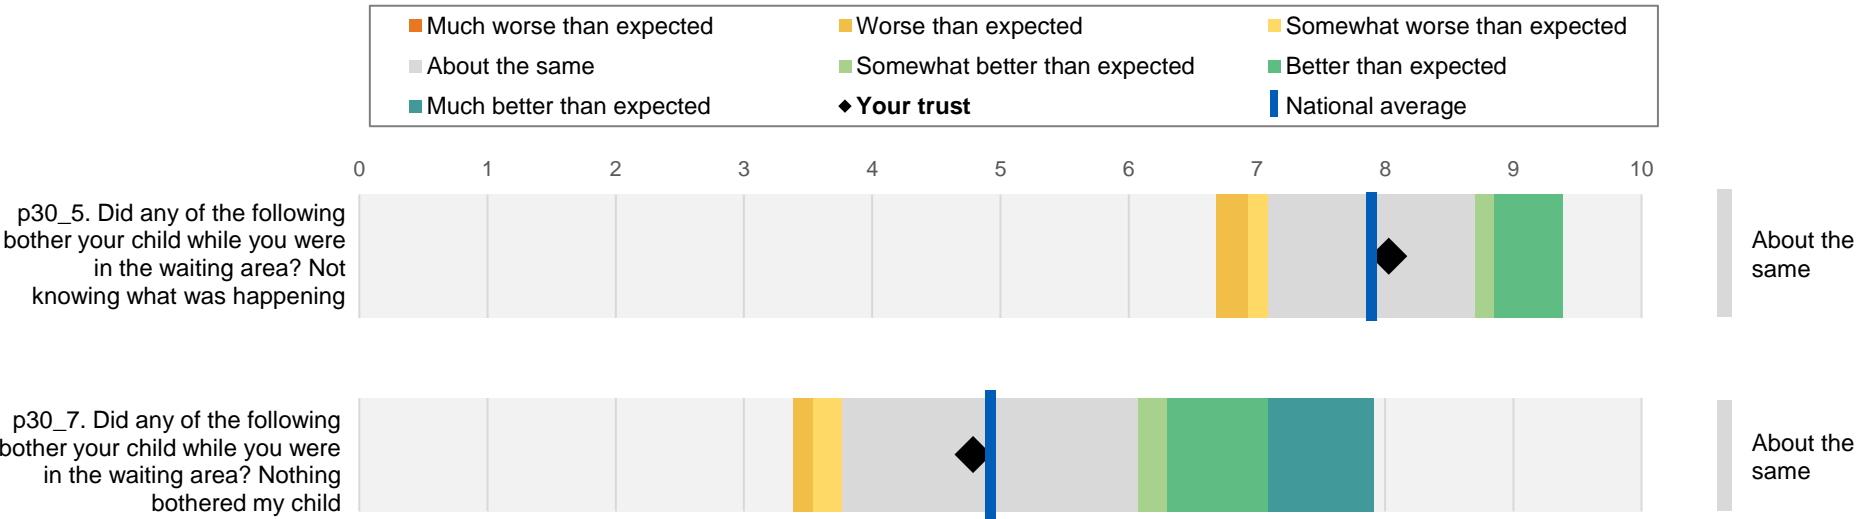 Much worse than expected
Worse than expected
Somewhat worse than expected
About the same
Somewhat better than expected
Better than expected
Much better than expected
Your trust
National average
0 1 2 3 4 5 6 7 8 9 10
p30_5. Did any of the following
bother your child while you were
in the waiting area? Not
knowing what was happening
About the
same
p30_7. Did any of the following
bother your child while you were
in the waiting area? Nothing
bothered my child
About the
same